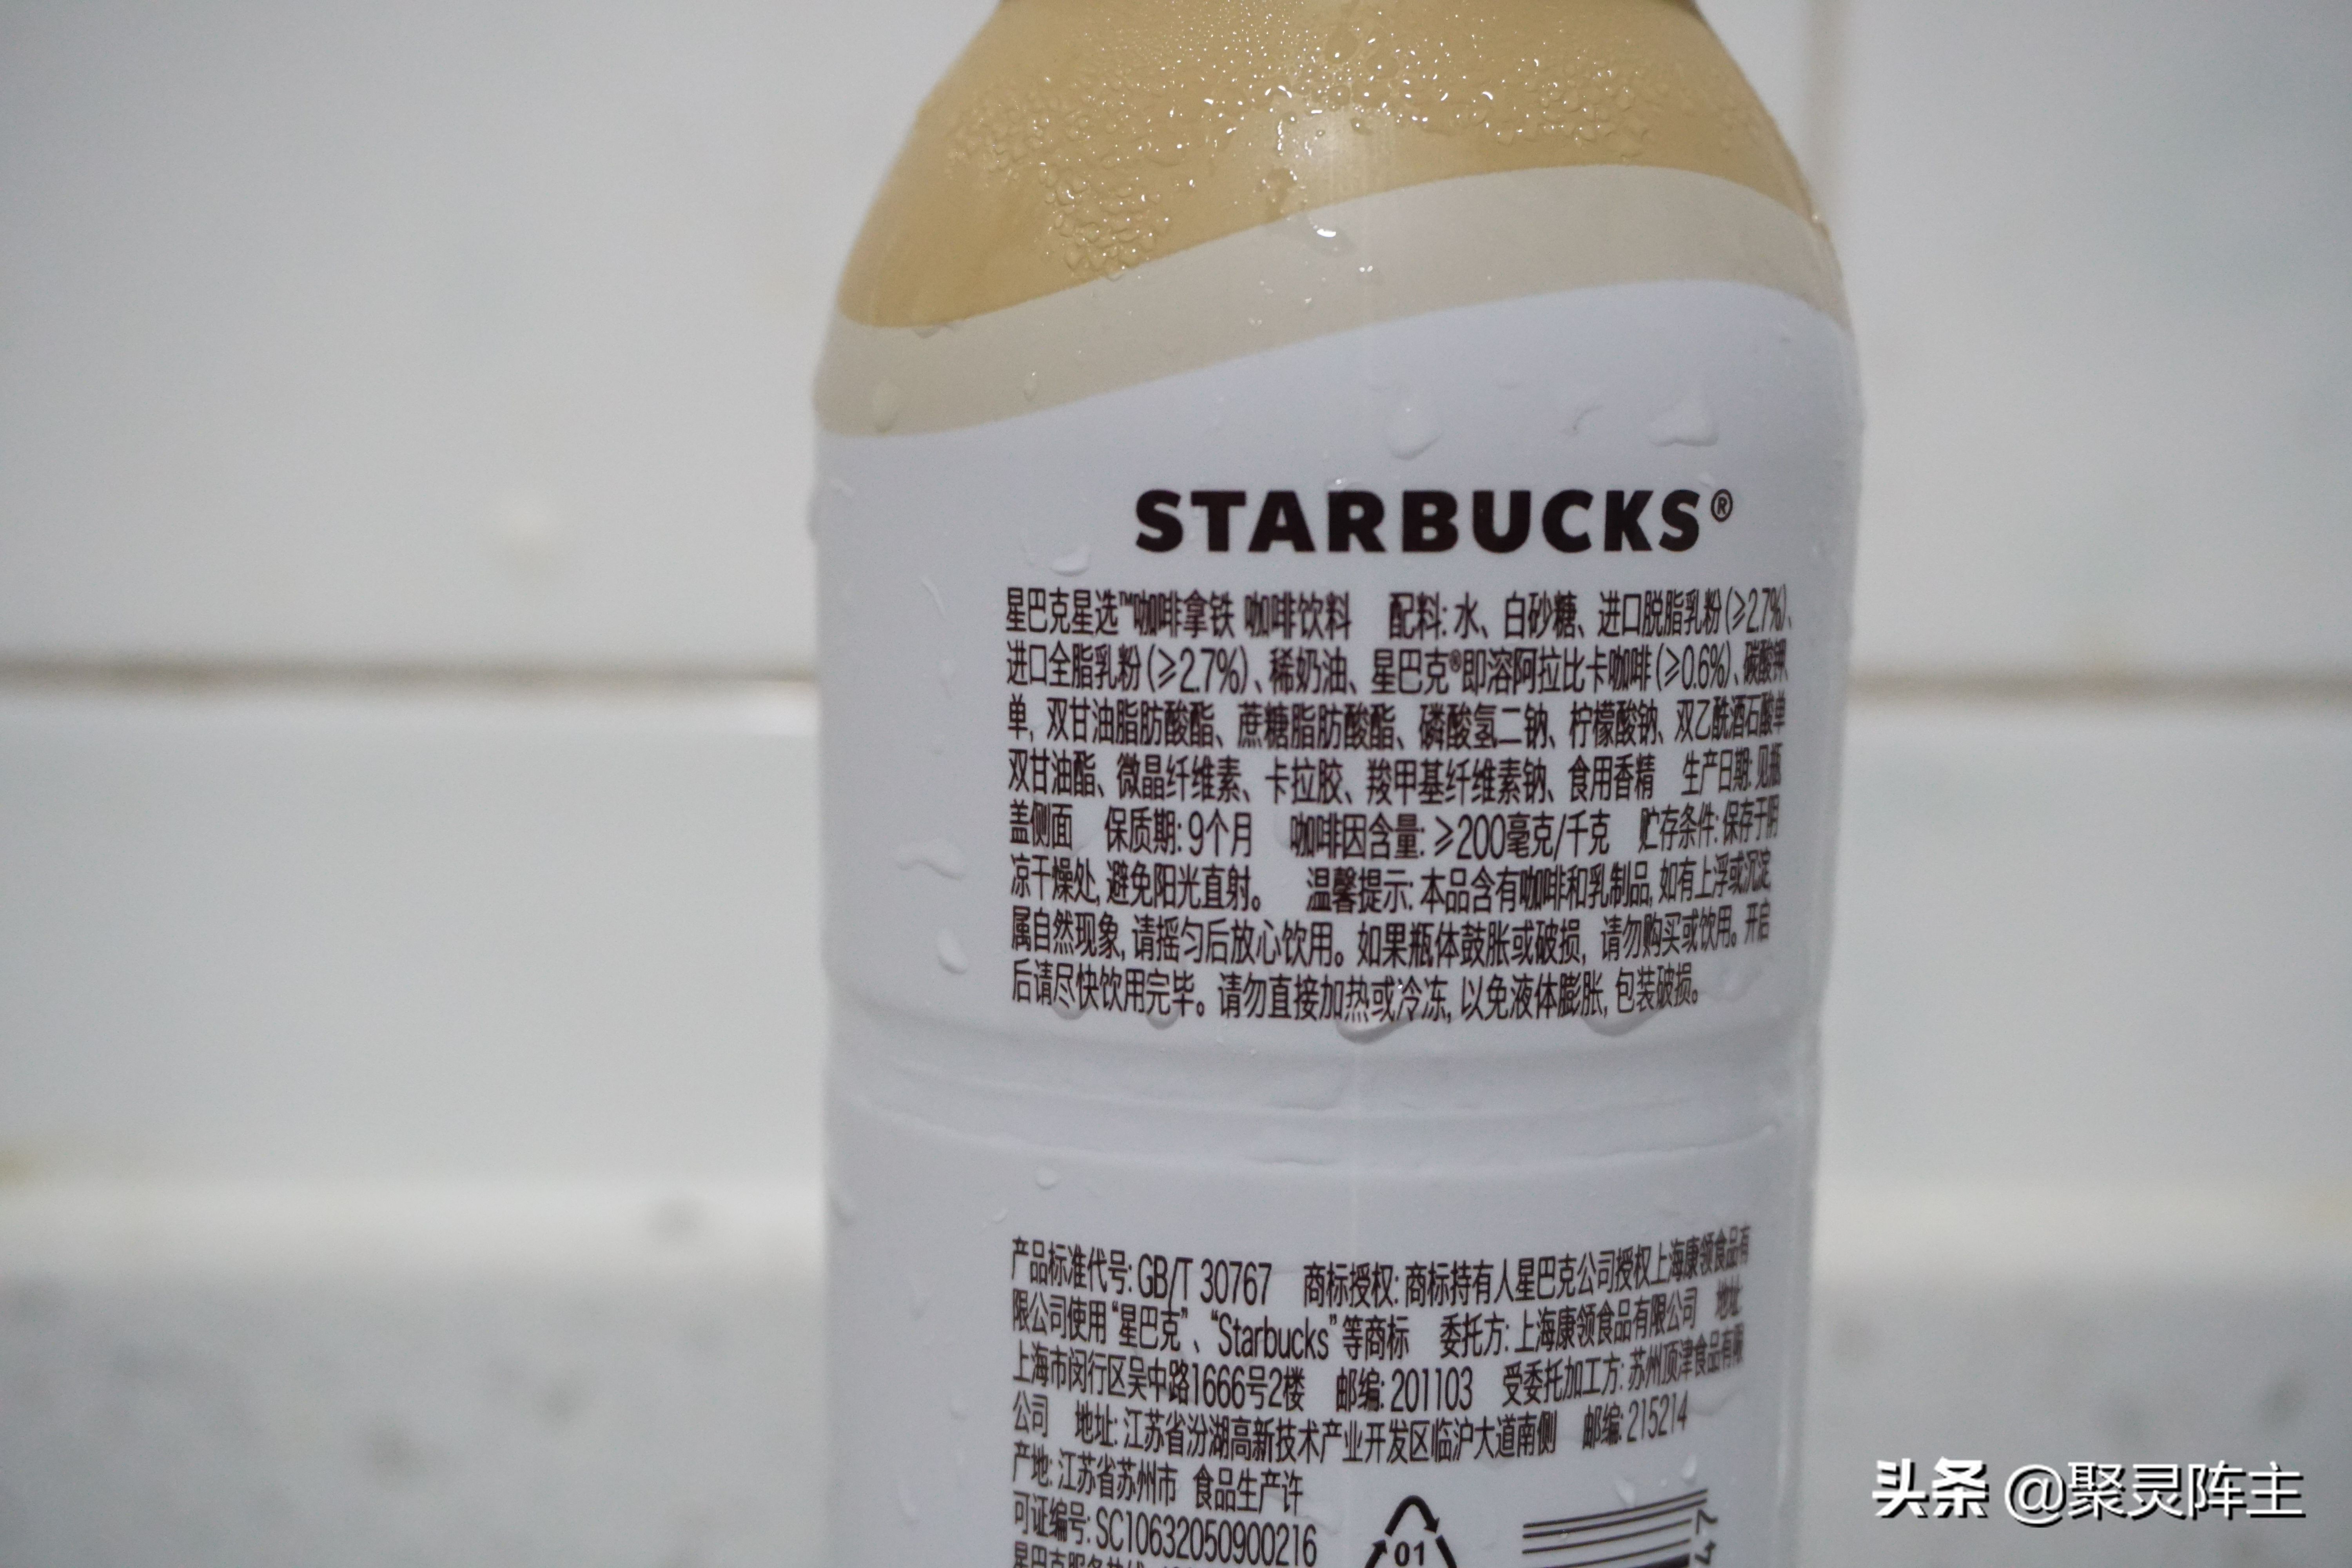 STARBUCKS®
星巴克星选™咖啡拿铁 咖啡饮料 配料: 水、白砂糖、进口脱脂乳粉(≥2.7%)、
进口全脂乳粉(≥2.7%)、稀奶油、星巴克®即溶阿拉比卡咖啡(≥0.6%)、碳酸钾、
单, 双甘油脂肪酸酯、蔗糖脂肪酸酯、磷酸氢二钠、柠檬酸钠、双乙酰酒石酸单
双甘油酯、微晶纤维素、卡拉胶、羧甲基纤维素钠、食用香精 生产日期: 见瓶
盖侧面 保质期: 9个月 咖啡因含量: ≥200毫克/千克 贮存条件: 保存于阴
凉干燥处, 避免阳光直射。 温馨提示: 本品含有咖啡和乳制品, 如有上浮或沉淀
属自然现象, 请摇匀后放心饮用。如果瓶体鼓胀或破损, 请勿购买或饮用。开启
后请尽快饮用完毕。请勿直接加热或冷冻, 以免液体膨胀, 包装破损。
产品标准代号: GB/T 30767 商标授权: 商标持有人星巴克公司授权上海康领食品有
限公司使用“星巴克”、“Starbucks”等商标 委托方: 上海康领食品有限公司 地址:
上海市闵行区吴中路1666号2楼 邮编: 201103 受委托加工方: 苏州顶津食品有限
公司 地址: 江苏省汾湖高新技术产业开发区临沪大道南侧 邮编: 215214
产地: 江苏省苏州市 食品生产许
可证编号: SC10632050900216
星巴克服务热线
01
头条 @聚灵阵主